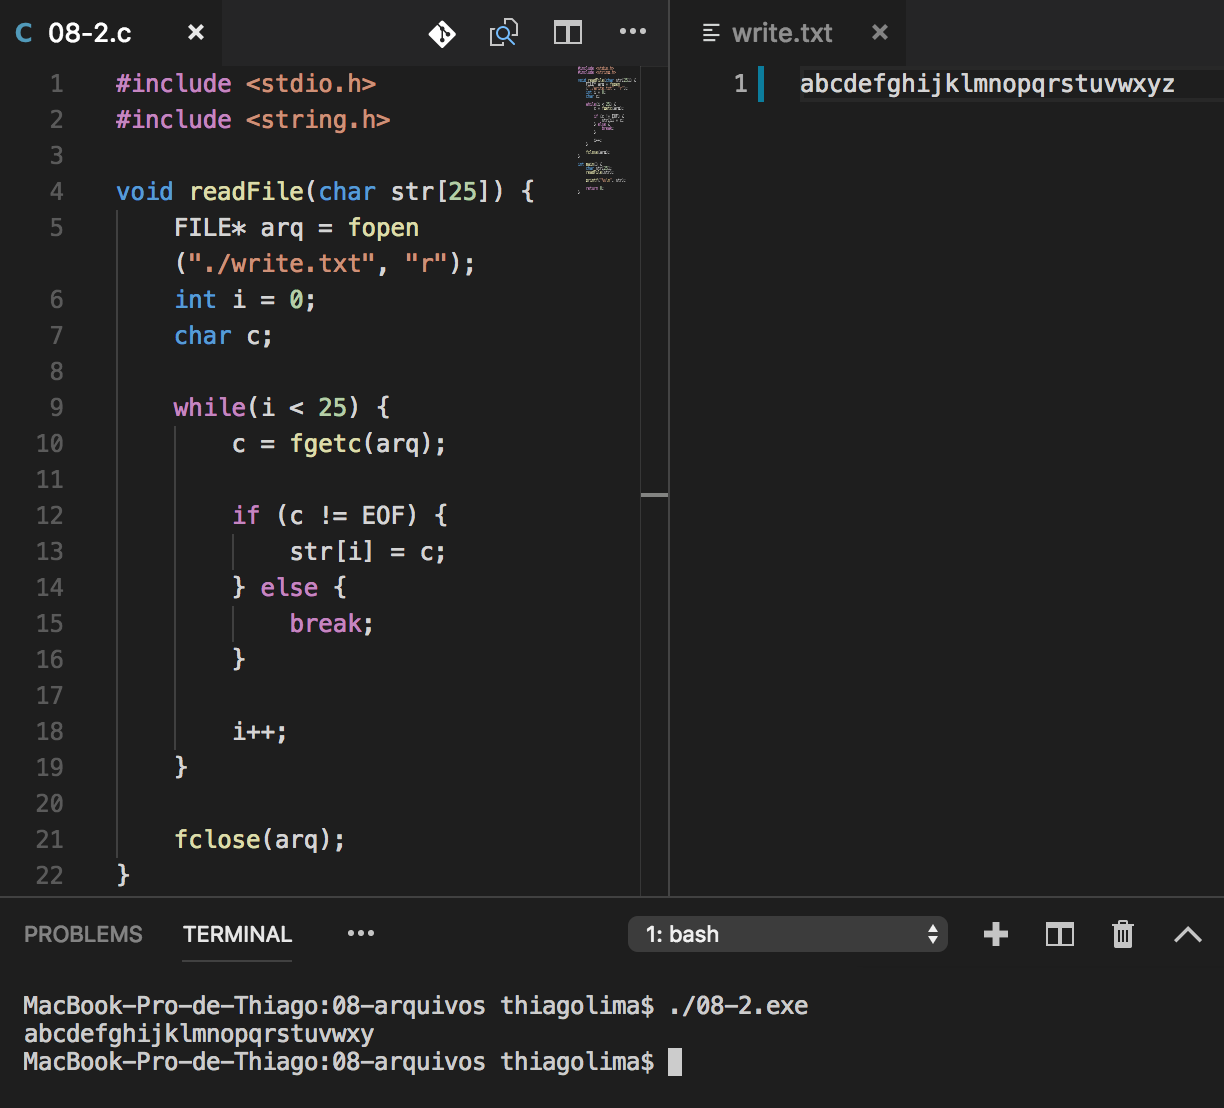 C 08-2.c ×
1 #include <stdio.h>
2 #include <string.h>
3
4 void readFile(char str[25]) {
5 FILE* arq = fopen
("./write.txt", "r");
6 int i = 0;
7 char c;
8
9 while(i < 25) {
10 c = fgetc(arq);
11
12 if (c != EOF) {
13 str[i] = c;
14 } else {
15 break;
16 }
17
18 i++;
19 }
20
21 fclose(arq);
22 }
write.txt ×
1 abcdefghijklmnopqrstuvwxyz
PROBLEMS TERMINAL ••• 1: bash
MacBook-Pro-de-Thiago:08-arquivos thiagolima$ ./08-2.exe
abcdefghijklmnopqrstuvwxy
MacBook-Pro-de-Thiago:08-arquivos thiagolima$